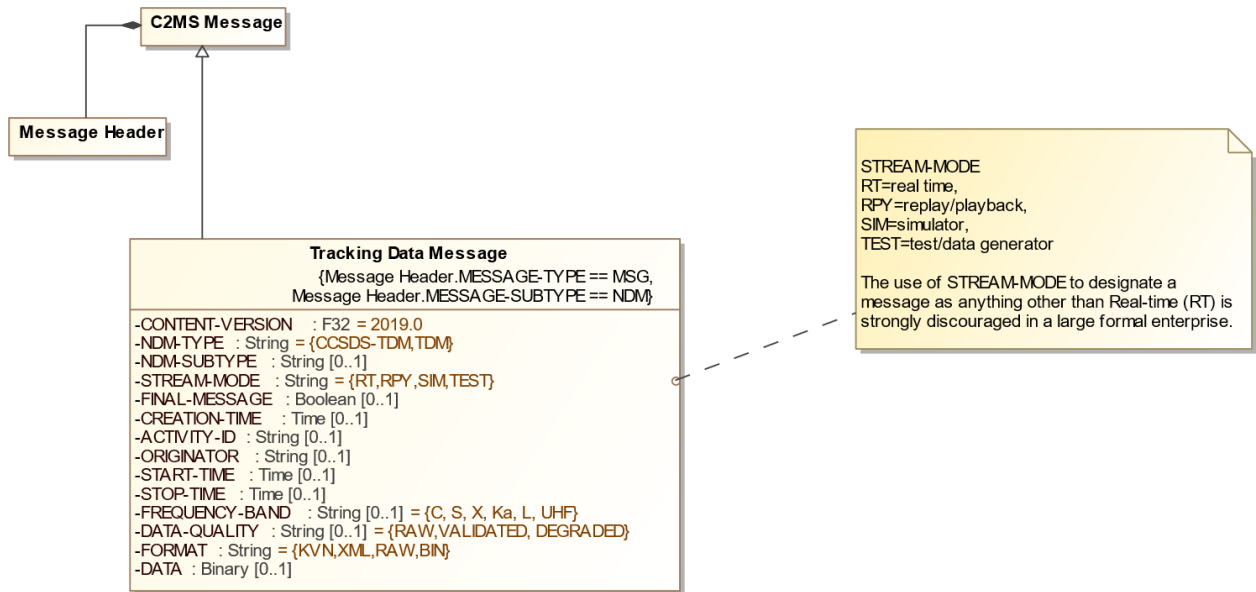 C2MS Message
Message Header
STREAM-MODE
RT=real time,
RPY=replay/playback,
SIM=simulator,
TEST=test/data generator
The use of STREAM-MODE to designate a
message as anything other than Real-time (RT) is
strongly discouraged in a large formal enterprise.
Tracking Data Message
{Message Header.MESSAGE-TYPE == MSG,
Message Header.MESSAGE-SUBTYPE == NDM}
-CONTENT-VERSION : F32 = 2019.0
-NDM-TYPE : String = {CCSDS-TDM,TDM}
-NDM-SUBTYPE : String [0..1]
-STREAM-MODE : String = {RT,RPY,SIM,TEST}
-FINAL-MESSAGE : Boolean [0..1]
-CREATION-TIME : Time [0..1]
-ACTIVITY-ID : String [0..1]
-ORIGINATOR : String [0..1]
-START-TIME : Time [0..1]
-STOP-TIME : Time [0..1]
-FREQUENCY-BAND : String [0..1] = {C, S, X, Ka, L, UHF}
-DATA-QUALITY : String [0..1] = {RAW,VALIDATED, DEGRADED}
-FORMAT : String = {KVN,XML,RAW,BIN}
-DATA : Binary [0..1]